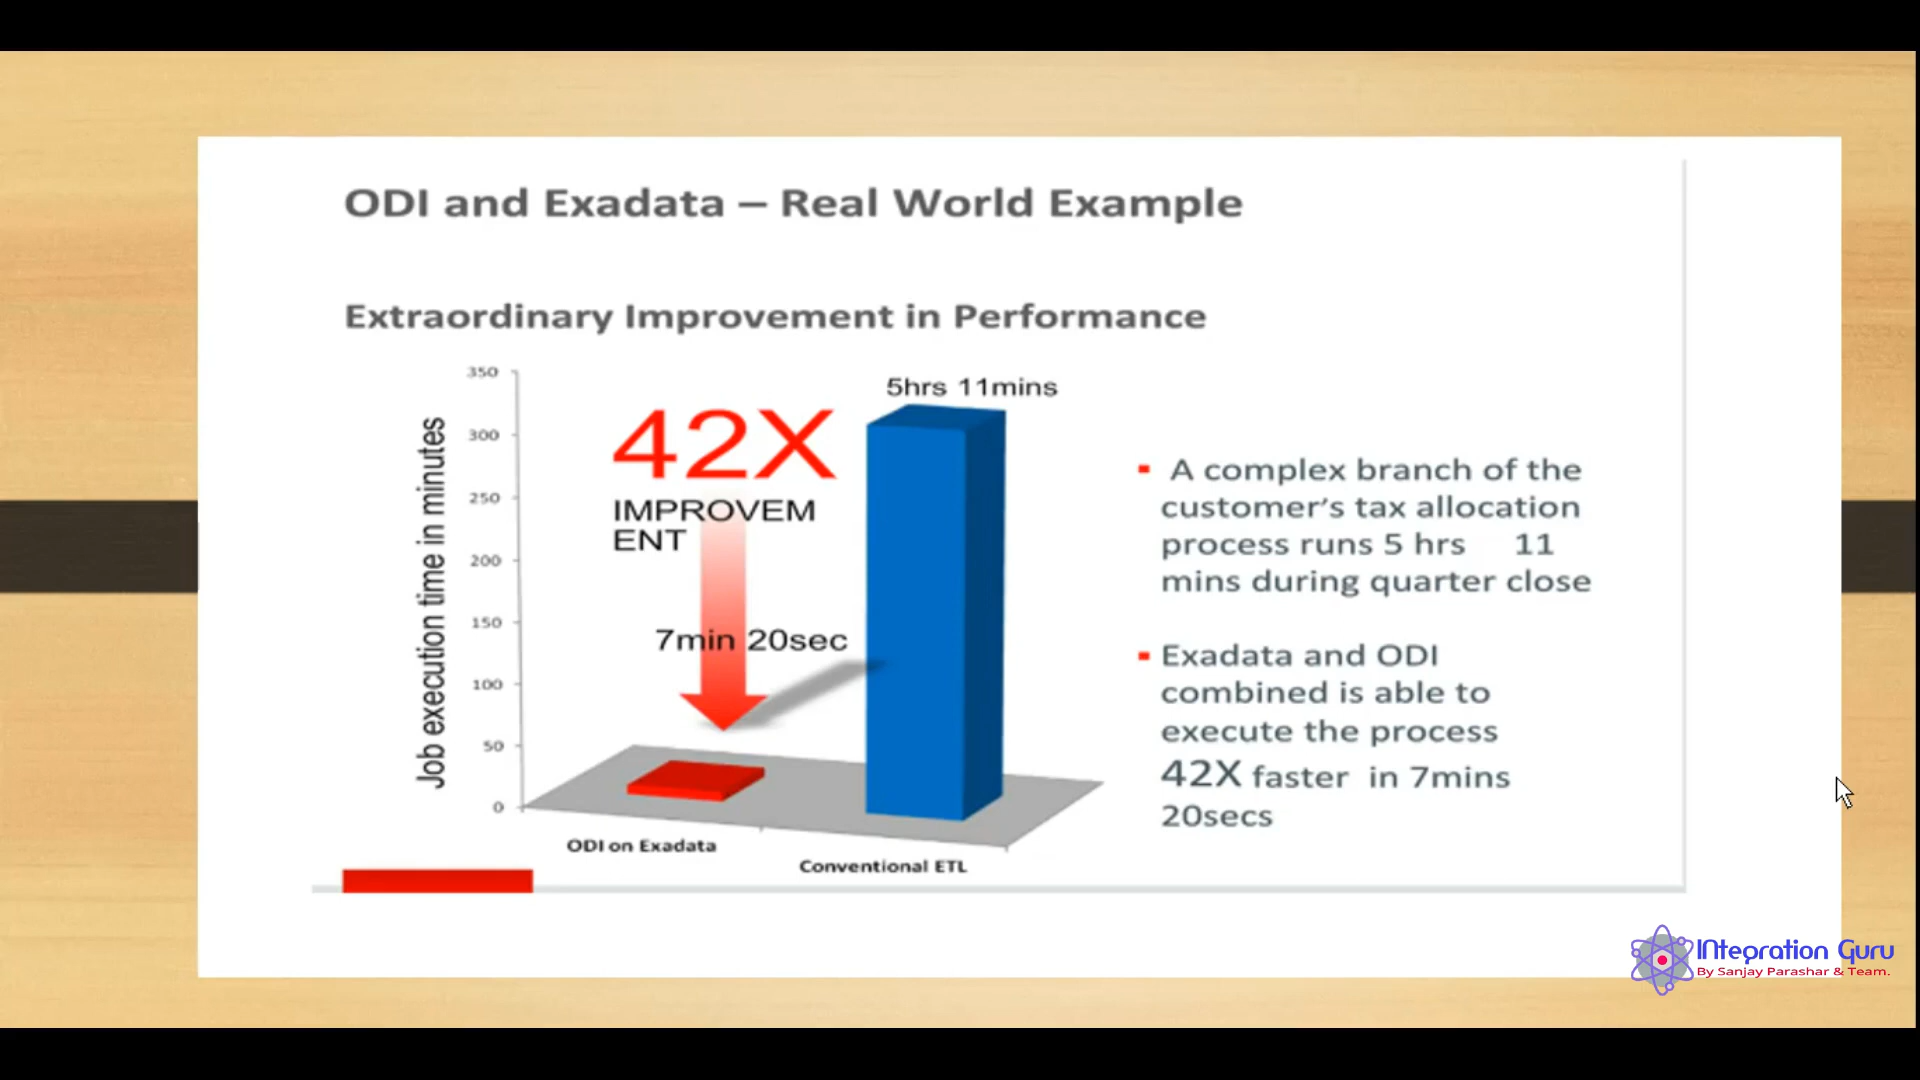 ODI and Exadata – Real World Example
Extraordinary Improvement in Performance
Job execution time in minutes
350
300
250
200
150
100
50
0
42X
IMPROVEM
ENT
7min 20sec
5hrs 11mins
ODI on Exadata
Conventional ETL
▪ A complex branch of the
customer's tax allocation
process runs 5 hrs 11
mins during quarter close
▪ Exadata and ODI
combined is able to
execute the process
42X faster in 7mins
20secs
INtegration Guru
By Sanjay Parashar & Team.